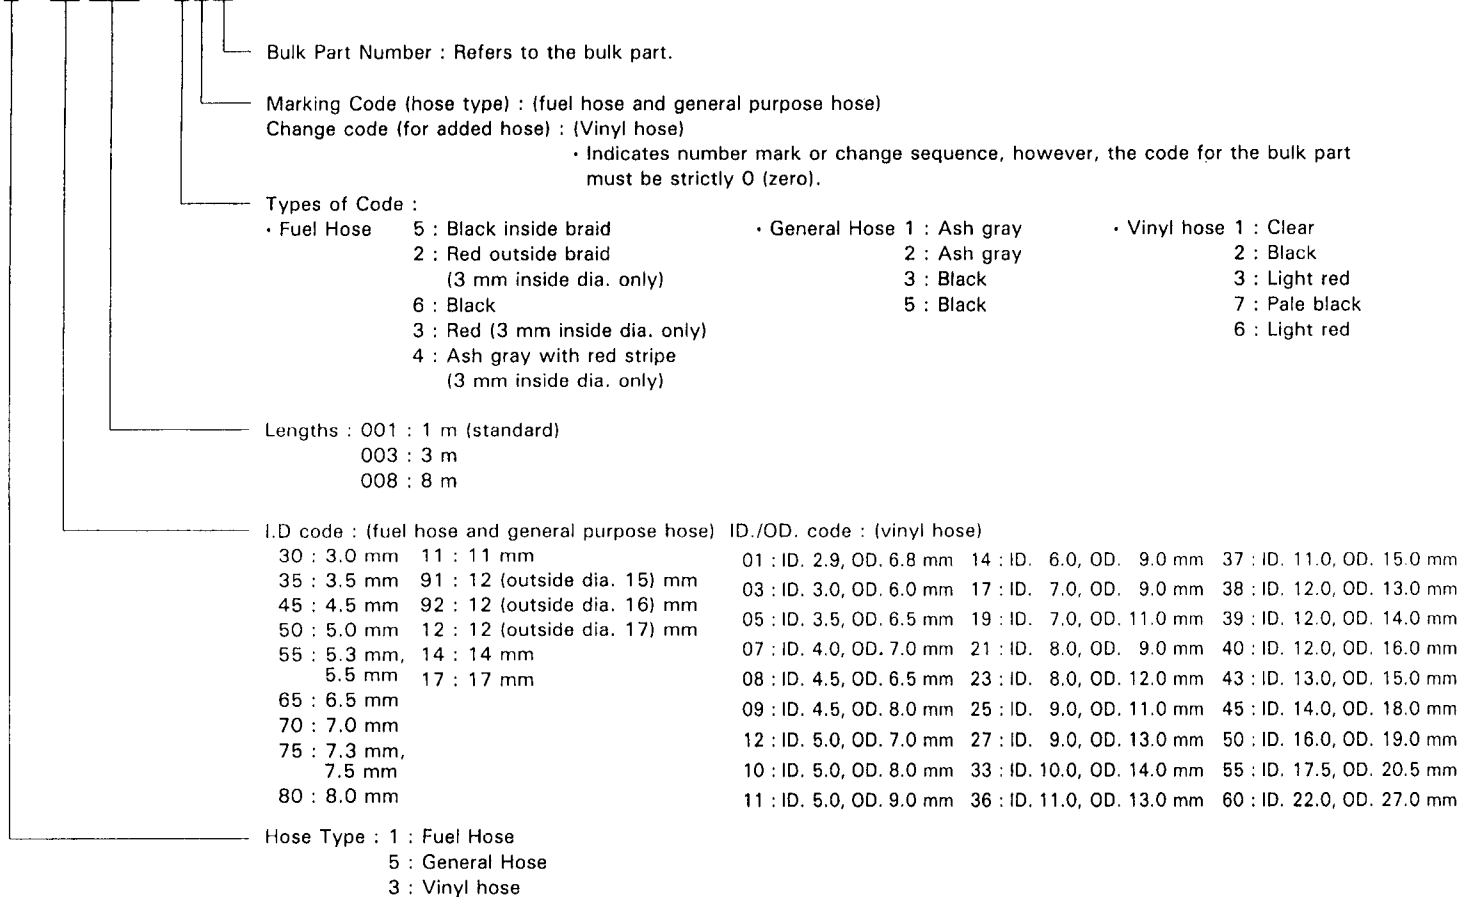 Bulk Part Number : Refers to the bulk part.
Marking Code (hose type) : (fuel hose and general purpose hose)
Change code (for added hose) : (Vinyl hose)
· Indicates number mark or change sequence, however, the code for the bulk part
must be strictly 0 (zero).
Types of Code :
· Fuel Hose 5 : Black inside braid
2 : Red outside braid
(3 mm inside dia. only)
6 : Black
3 : Red (3 mm inside dia. only)
4 : Ash gray with red stripe
(3 mm inside dia. only)
· General Hose 1 : Ash gray
2 : Ash gray
3 : Black
5 : Black
· Vinyl hose 1 : Clear
2 : Black
3 : Light red
7 : Pale black
6 : Light red
Lengths : 001 : 1 m (standard)
003 : 3 m
008 : 8 m
I.D code : (fuel hose and general purpose hose)
30 : 3.0 mm
35 : 3.5 mm
45 : 4.5 mm
50 : 5.0 mm
55 : 5.3 mm,
5.5 mm
65 : 6.5 mm
70 : 7.0 mm
75 : 7.3 mm,
7.5 mm
80 : 8.0 mm
11 : 11 mm
91 : 12 (outside dia. 15) mm
92 : 12 (outside dia. 16) mm
12 : 12 (outside dia. 17) mm
14 : 14 mm
17 : 17 mm
ID./OD. code : (vinyl hose)
01 : ID. 2.9, OD. 6.8 mm
03 : ID. 3.0, OD. 6.0 mm
05 : ID. 3.5, OD. 6.5 mm
07 : ID. 4.0, OD. 7.0 mm
08 : ID. 4.5, OD. 6.5 mm
09 : ID. 4.5, OD. 8.0 mm
12 : ID. 5.0, OD. 7.0 mm
10 : ID. 5.0, OD. 8.0 mm
11 : ID. 5.0, OD. 9.0 mm
14 : ID. 6.0, OD. 9.0 mm
17 : ID. 7.0, OD. 9.0 mm
19 : ID. 7.0, OD. 11.0 mm
21 : ID. 8.0, OD. 9.0 mm
23 : ID. 8.0, OD. 12.0 mm
25 : ID. 9.0, OD. 11.0 mm
27 : ID. 9.0, OD. 13.0 mm
33 : ID. 10.0, OD. 14.0 mm
36 : ID. 11.0, OD. 13.0 mm
37 : ID. 11.0, OD. 15.0 mm
38 : ID. 12.0, OD. 13.0 mm
39 : ID. 12.0, OD. 14.0 mm
40 : ID. 12.0, OD. 16.0 mm
43 : ID. 13.0, OD. 15.0 mm
45 : ID. 14.0, OD. 18.0 mm
50 : ID. 16.0, OD. 19.0 mm
55 : ID. 17.5, OD. 20.5 mm
60 : ID. 22.0, OD. 27.0 mm
Hose Type : 1 : Fuel Hose
5 : General Hose
3 : Vinyl hose